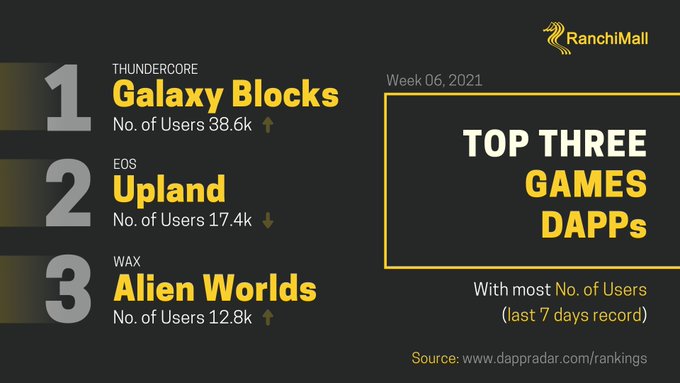 RanchiMall
Week 06, 2021
TOP THREE
GAMES
DAPPs
With most No. of Users
(last 7 days record)
1
THUNDERCORE
Galaxy Blocks
No. of Users 38.6k
2
EOS
Upland
No. of Users 17.4k
3
WAX
Alien Worlds
No. of Users 12.8k
Source: www.dappradar.com/rankings